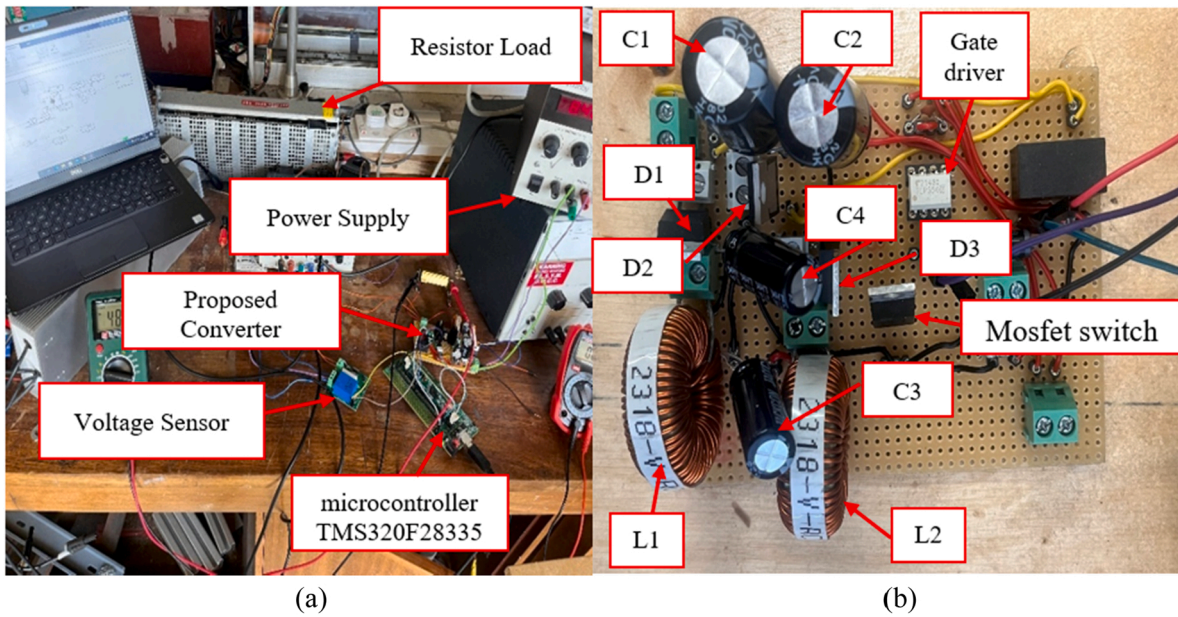 Resistor Load
Power Supply
Proposed
Converter
Voltage Sensor
microcontroller
TMS320F28335
(a)
C1
C2
Gate
driver
D1
C4
D2
D3
Mosfet switch
C3
2318-V
2318-V-RC
L1
L2
(b)